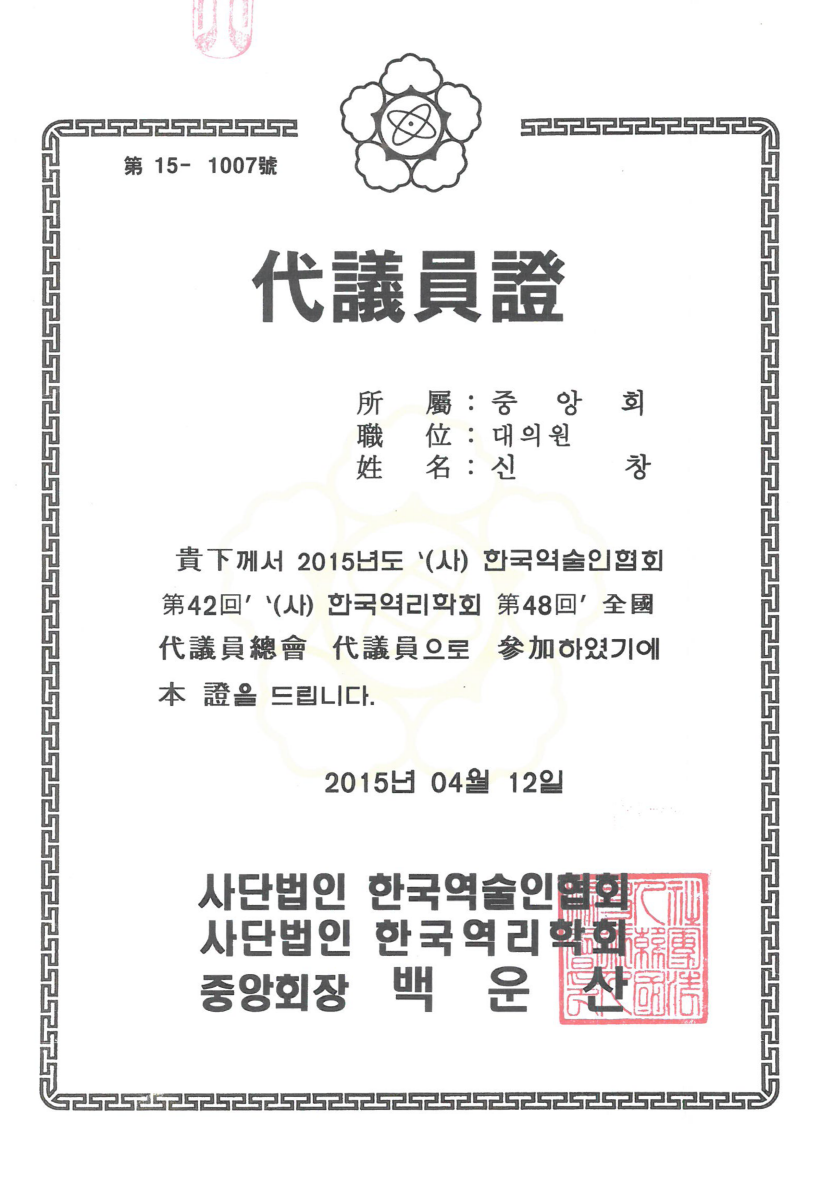 第 15- 1007號
代議員證
所 屬 : 중 앙 회
職 位 : 대의원
姓 名 : 신 창
貴下께서 2015년도 '(사) 한국역술인협회
第42回' '(사) 한국역리학회 第48回' 全國
代議員總會 代議員으로 參加하였기에
本 證을 드립니다.
2015년 04월 12일
사단법인 한국역술인협회
사단법인 한국역리학회
중앙회장 백 운 산